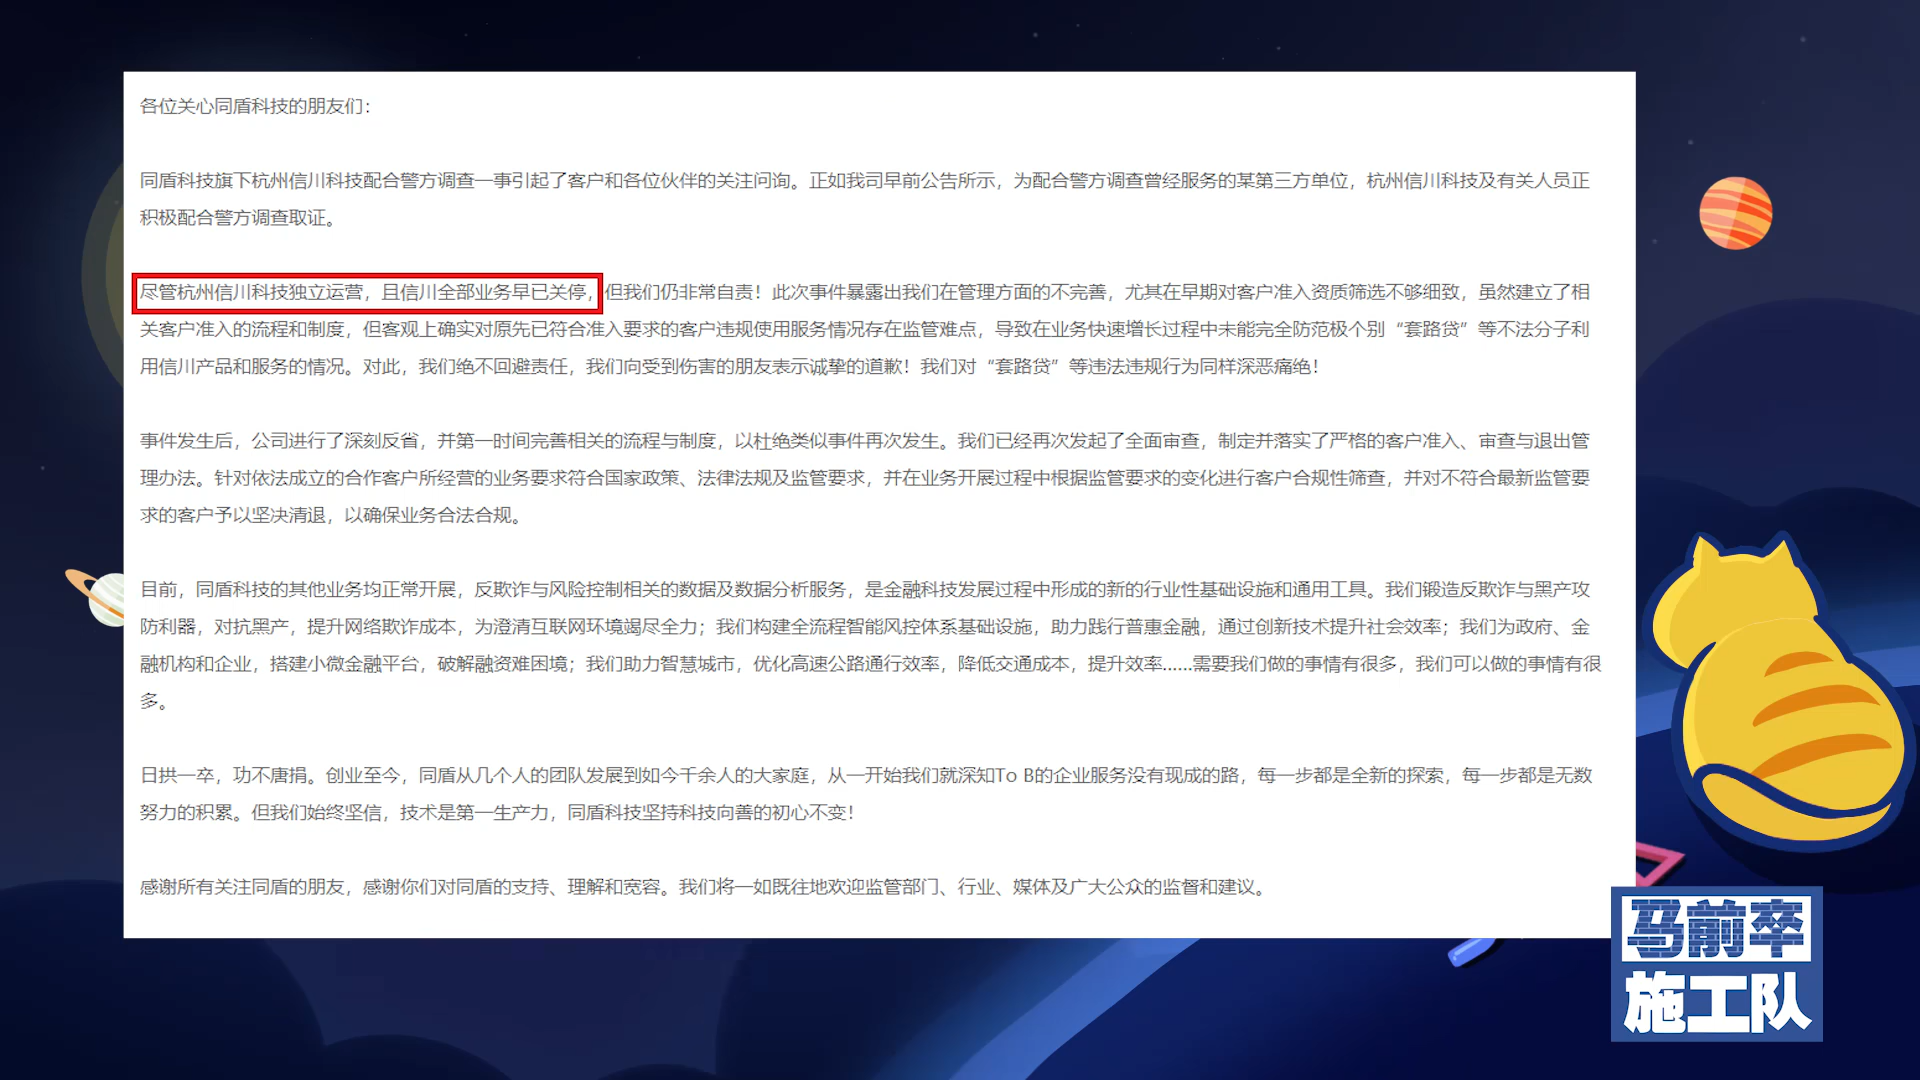 各位关心同盾科技的朋友们：
同盾科技旗下杭州信川科技配合警方调查一事引起了客户和各位伙伴的关注问询。正如我司早前公告所示，为配合警方调查曾经服务的某第三方单位，杭州信川科技及有关人员正
积极配合警方调查取证。
尽管杭州信川科技独立运营，且信川全部业务早已关停，但我们仍非常自责！此次事件暴露出我们在管理方面的不完善，尤其在早期对客户准入资质筛选不够细致，虽然建立了相
关客户准入的流程和制度，但客观上确实对原先已符合准入要求的客户违规使用服务情况存在监管难点，导致在业务快速增长过程中未能完全防范极个别“套路贷”等不法分子利
用信川产品和服务的情况。对此，我们绝不回避责任，我们向受到伤害的朋友表示诚挚的道歉！我们对“套路贷”等违法违规行为同样深恶痛绝！
事件发生后，公司进行了深刻反省，并第一时间完善相关的流程与制度，以杜绝类似事件再次发生。我们已经再次发起了全面审查，制定并落实了严格的客户准入、审查与退出管
理办法。针对依法成立的合作客户所经营的业务要求符合国家政策、法律法规及监管要求，并在业务开展过程中根据监管要求的变化进行客户合规性筛查，并对不符合最新监管要
求的客户予以坚决清退，以确保业务合法合规。
目前，同盾科技的其他业务均正常开展，反欺诈与风险控制相关的数据及数据分析服务，是金融科技发展过程中形成的新的行业性基础设施和通用工具。我们锻造反欺诈与黑产攻
防利器，对抗黑产，提升网络欺诈成本，为澄清互联网环境竭尽全力；我们构建全流程智能风控体系基础设施，助力践行普惠金融，通过创新技术提升社会效率；我们为政府、金
融机构和企业，搭建小微金融平台，破解融资难困境；我们助力智慧城市，优化高速公路通行效率，降低交通成本，提升效率……需要我们做的事情有很多，我们可以做的事情有很
多。
日拱一卒，功不唐捐。创业至今，同盾从几个人的团队发展到如今千余人的大家庭，从一开始我们就深知To B的企业服务没有现成的路，每一步都是全新的探索，每一步都是无数
努力的积累。但我们始终坚信，技术是第一生产力，同盾科技坚持科技向善的初心不变！
感谢所有关注同盾的朋友，感谢你们对同盾的支持、理解和宽容。我们将一如既往地欢迎监管部门、行业、媒体及广大公众的监督和建议。
马前卒
施工队